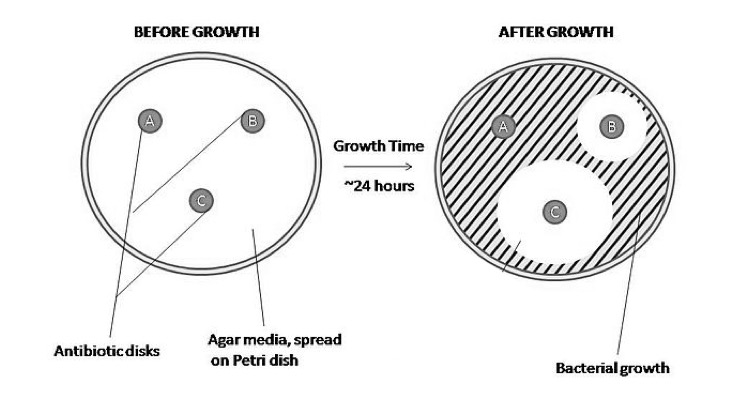 BEFORE GROWTH
AFTER GROWTH
A
B
C
Growth Time
~24 hours
A
B
C
Antibiotic disks
Agar media, spread
on Petri dish
Bacterial growth